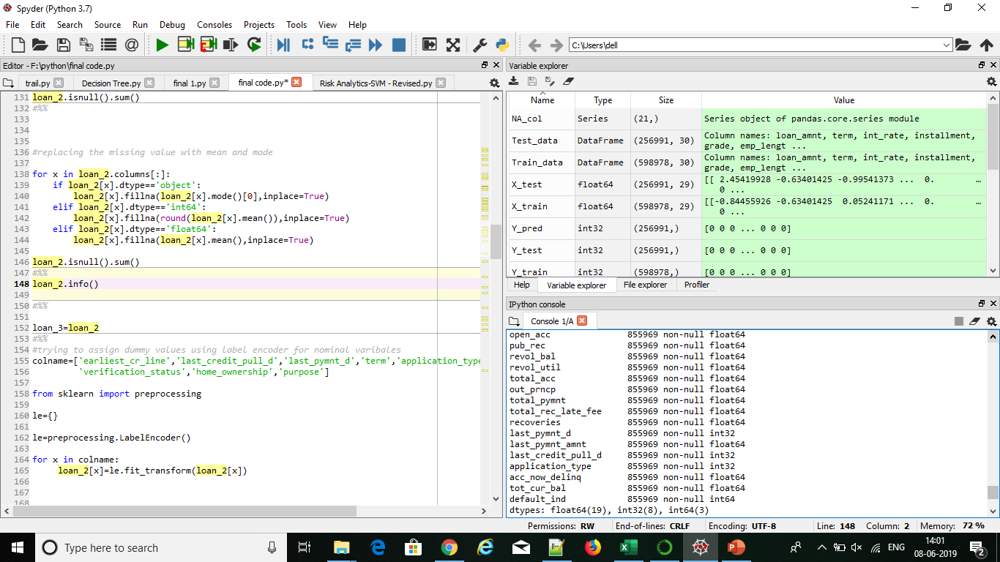 Spyder (Python 3.7)
File Edit Search Source Run Debug Consoles Projects Tools View Help
C:\Users\dell
Editor - F:\python\final code.py
trail.py Decision Tree.py final 1.py final code.py* Risk Analytics-SVM - Revised.py
131 loan_2.isnull().sum()
132 #%%
133
134
135
136 #replacing the missing value with mean and mode
137
138 for x in loan_2.columns[:]:
139 if loan_2[x].dtype=='object':
140 loan_2[x].fillna(loan_2[x].mode()[0],inplace=True)
141 elif loan_2[x].dtype=='int64':
142 loan_2[x].fillna(round(loan_2[x].mean()),inplace=True)
143 elif loan_2[x].dtype=='float64':
144 loan_2[x].fillna(loan_2[x].mean(),inplace=True)
145
146 loan_2.isnull().sum()
147 #%%
148 loan_2.info()
149
150 #%%
151
152 loan_3=loan_2
153 #%%
154 #trying to assign dummy values using label encoder for nominal varibales
155 colname=['earliest_cr_line','last_credit_pull_d','last_pymnt_d','term','application_type
156 'verification_status','home_ownership','purpose']
157
158 from sklearn import preprocessing
159
160 le={}
161
162 le=preprocessing.LabelEncoder()
163
164 for x in colname:
165 loan_2[x]=le.fit_transform(loan_2[x])
166
167
168
Variable explorer
Name Type Size Value
NA_col Series (21,) Series object of pandas.core.series module
Test_data DataFrame (256991, 30) Column names: loan_amnt, term, int_rate, installment,
grade, emp_lengt ...
Train_data DataFrame (598978, 30) Column names: loan_amnt, term, int_rate, installment,
grade, emp_lengt ...
X_test float64 (256991, 29) [[ 2.45419928 -0.63401425 -0.99541373 ... 0. …
0 ...
X_train float64 (598978, 29) [[-0.84455926 -0.63401425 0.05241171 ... 0. …
0 ...
Y_pred int32 (256991,) [0 0 0 ... 0 0 0]
Y_test int32 (256991,) [0 0 0 ... 0 0 0]
Y_train int32 (598978,) [0 0 0 ... 0 0 0]
Help Variable explorer File explorer Profiler
IPython console
Console 1/A
open_acc 855969 non-null float64
pub_rec 855969 non-null float64
revol_bal 855969 non-null float64
revol_util 855969 non-null float64
total_acc 855969 non-null float64
out_prncp 855969 non-null float64
total_pymnt 855969 non-null float64
total_rec_late_fee 855969 non-null float64
recoveries 855969 non-null float64
last_pymnt_d 855969 non-null int32
last_pymnt_amnt 855969 non-null float64
last_credit_pull_d 855969 non-null int32
application_type 855969 non-null int32
acc_now_delinq 855969 non-null float64
tot_cur_bal 855969 non-null float64
default_ind 855969 non-null int64
dtypes: float64(19), int32(8), int64(3)
Permissions: RW End-of-lines: CRLF Encoding: UTF-8 Line: 148 Column: 2 Memory: 72 %
Type here to search
ENG
14:01
08-06-2019
2